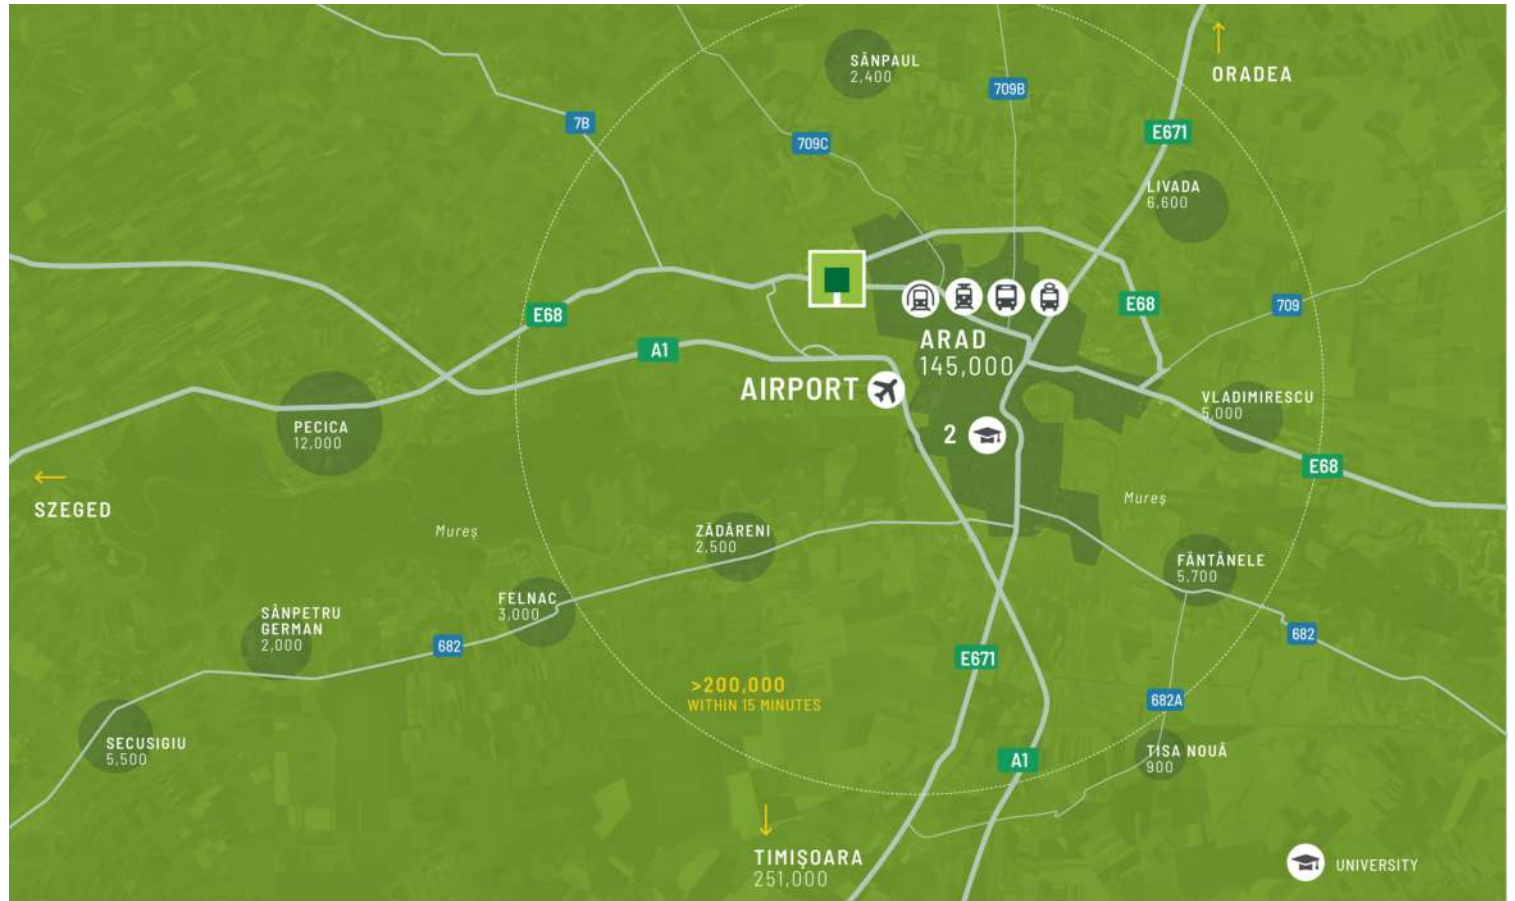 ORADEA
SÂNPAUL
2,400
709B
7B
E671
709C
LIVADA
6,600
E68
E68
709
ARAD
145,000
A1
AIRPORT
VLADIMIRESCU
5,000
PECICA
12,000
2
E68
SZEGED
Mureș
Mureș
ZĂDĂRENI
2,500
FÂNTÂNELE
5,700
FELNAC
3,000
SÂNPETRU
GERMAN
2,000
682
682
E671
>200,000
WITHIN 15 MINUTES
682A
SECUSIGIU
5,500
TISA NOUĂ
900
A1
TIMIŞOARA
251,000
UNIVERSITY